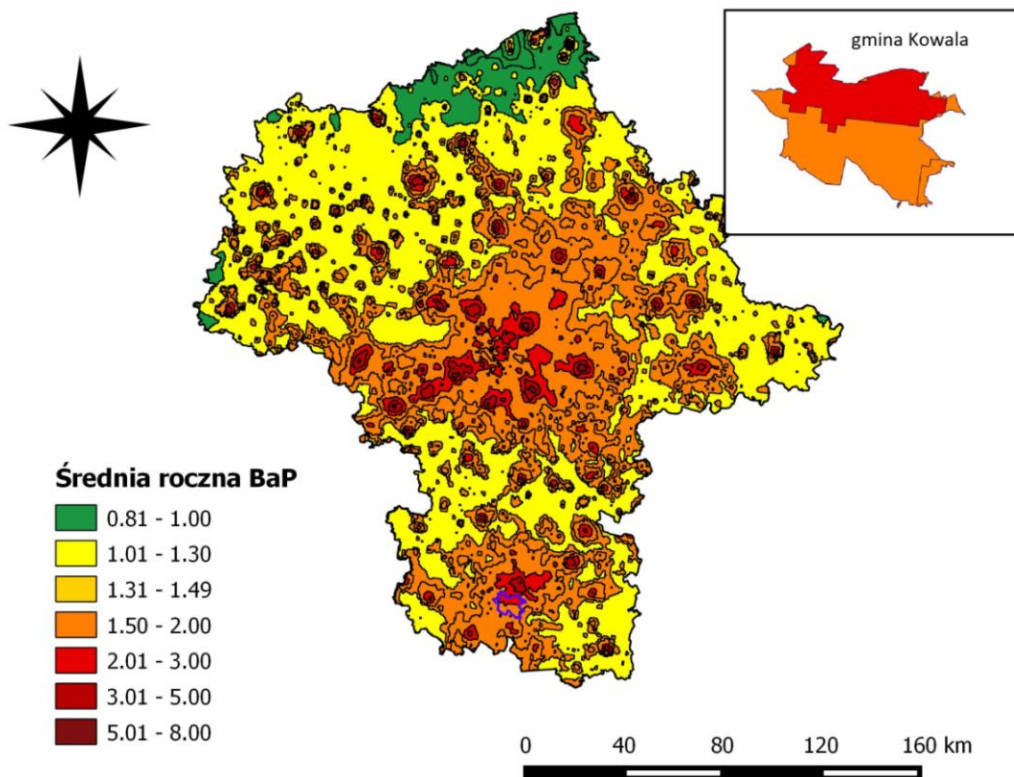 gmina Kowala
Średnia roczna BaP
0.81 - 1.00
1.01 - 1.30
1.31 - 1.49
1.50 - 2.00
2.01 - 3.00
3.01 - 5.00
5.01 - 8.00
0 40 80 120 160 km